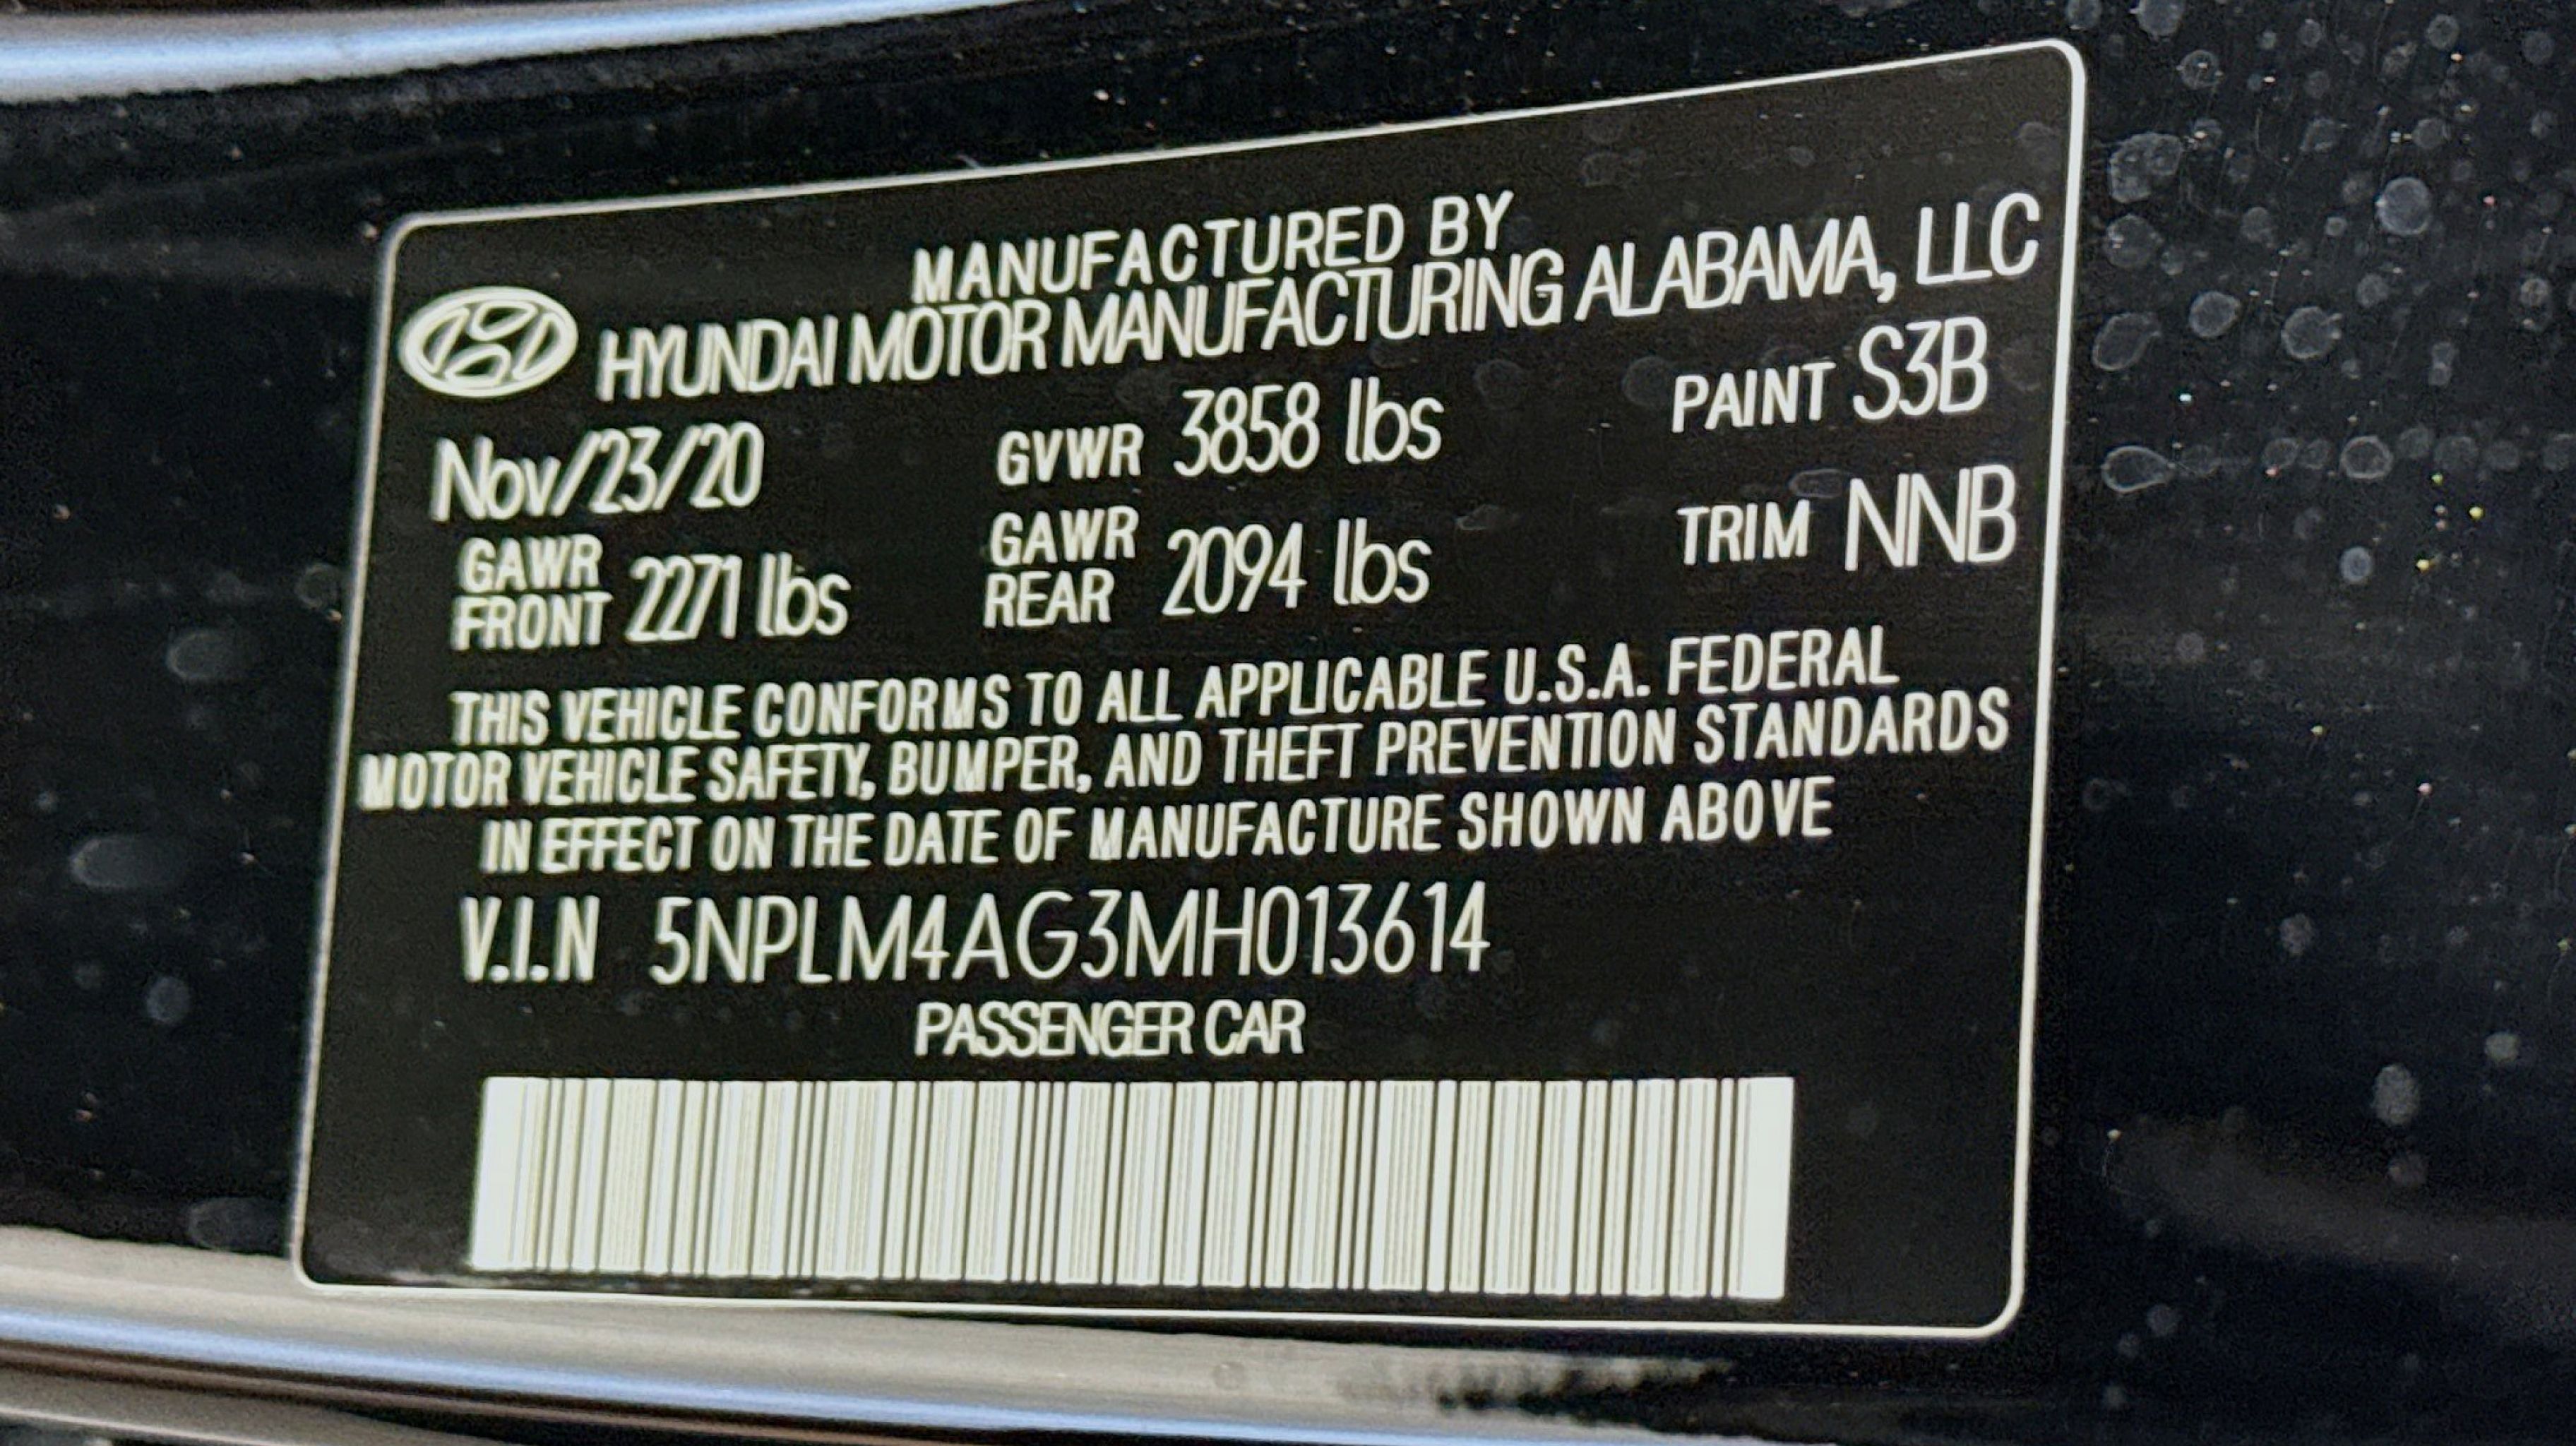 MANUFACTURED BY
HYUNDAI MOTOR MANUFACTURING ALABAMA, LLC
Nov/23/20 GVWR 3858 lbs PAINT S3B
GAWR FRONT 2271 lbs GAWR REAR 2094 lbs TRIM NNB
THIS VEHICLE CONFORMS TO ALL APPLICABLE U.S.A. FEDERAL
MOTOR VEHICLE SAFETY, BUMPER, AND THEFT PREVENTION STANDARDS
IN EFFECT ON THE DATE OF MANUFACTURE SHOWN ABOVE
V.I.N 5NPLM4AG3MH013614
PASSENGER CAR